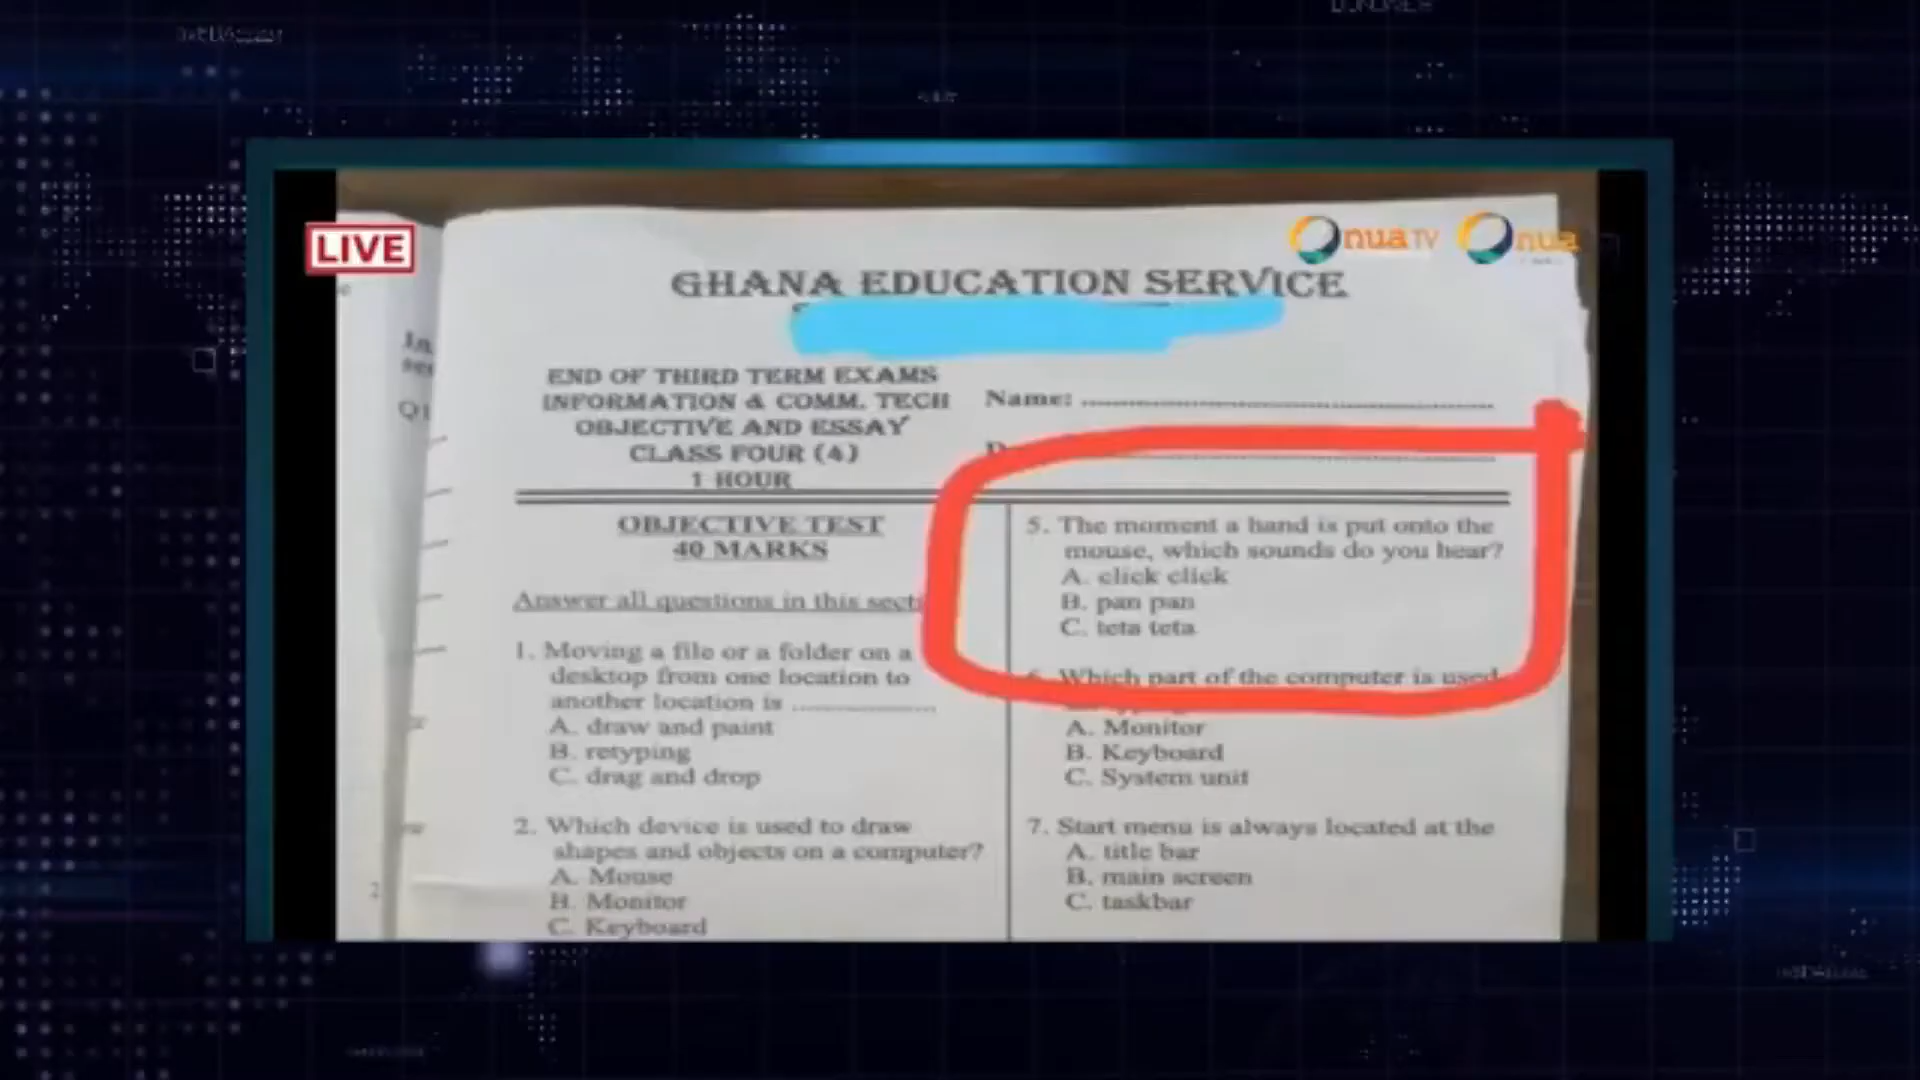 LIVE
nua TV
nua
GHANA EDUCATION SERVICE
END OF THIRD TERM EXAMS
INFORMATION & COMM. TECH
OBJECTIVE AND ESSAY
CLASS FOUR (4)
1 HOUR
Name:
OBJECTIVE TEST
40 MARKS
Answer all questions in this
1. Moving a file or a folder on a
desktop from one location to
another location is ....................
A. draw and paint
B. retyping
C. drag and drop
2. Which device is used to draw
shapes and objects on a computer?
A. Mouse
B. Monitor
C. Keyboard
5. The moment a hand is put onto the
mouse, which sounds do you hear?
A. click click
B. pan pan
C. teta teta
6. Which part of the computer is used
A. Monitor
B. Keyboard
C. System unit
7. Start menu is always located at the
A. title bar
B. main screen
C. taskbar
Q1
2